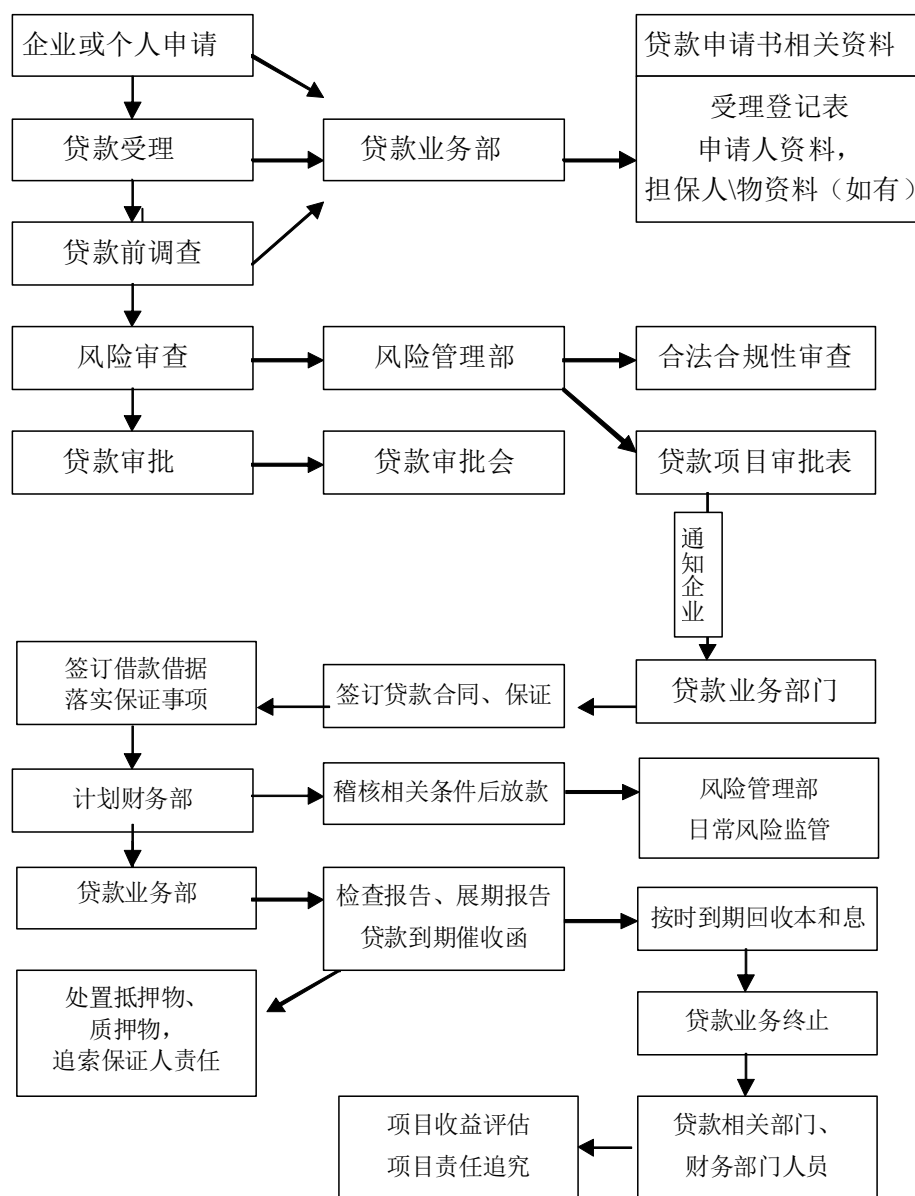 企业或个人申请
贷款申请书相关资料
受理登记表
申请人资料，
担保人\物资料（如有）
贷款受理
贷款业务部
贷款前调查
风险审查
风险管理部
合法合规性审查
贷款审批
贷款审批会
贷款项目审批表
通知企业
签订借款借据
落实保证事项
签订贷款合同、保证
贷款业务部门
计划财务部
稽核相关条件后放款
风险管理部
日常风险监管
贷款业务部
检查报告、展期报告
贷款到期催收函
按时到期回收本和息
处置抵押物、
质押物，
追索保证人责任
贷款业务终止
项目收益评估
项目责任追究
贷款相关部门、
财务部门人员